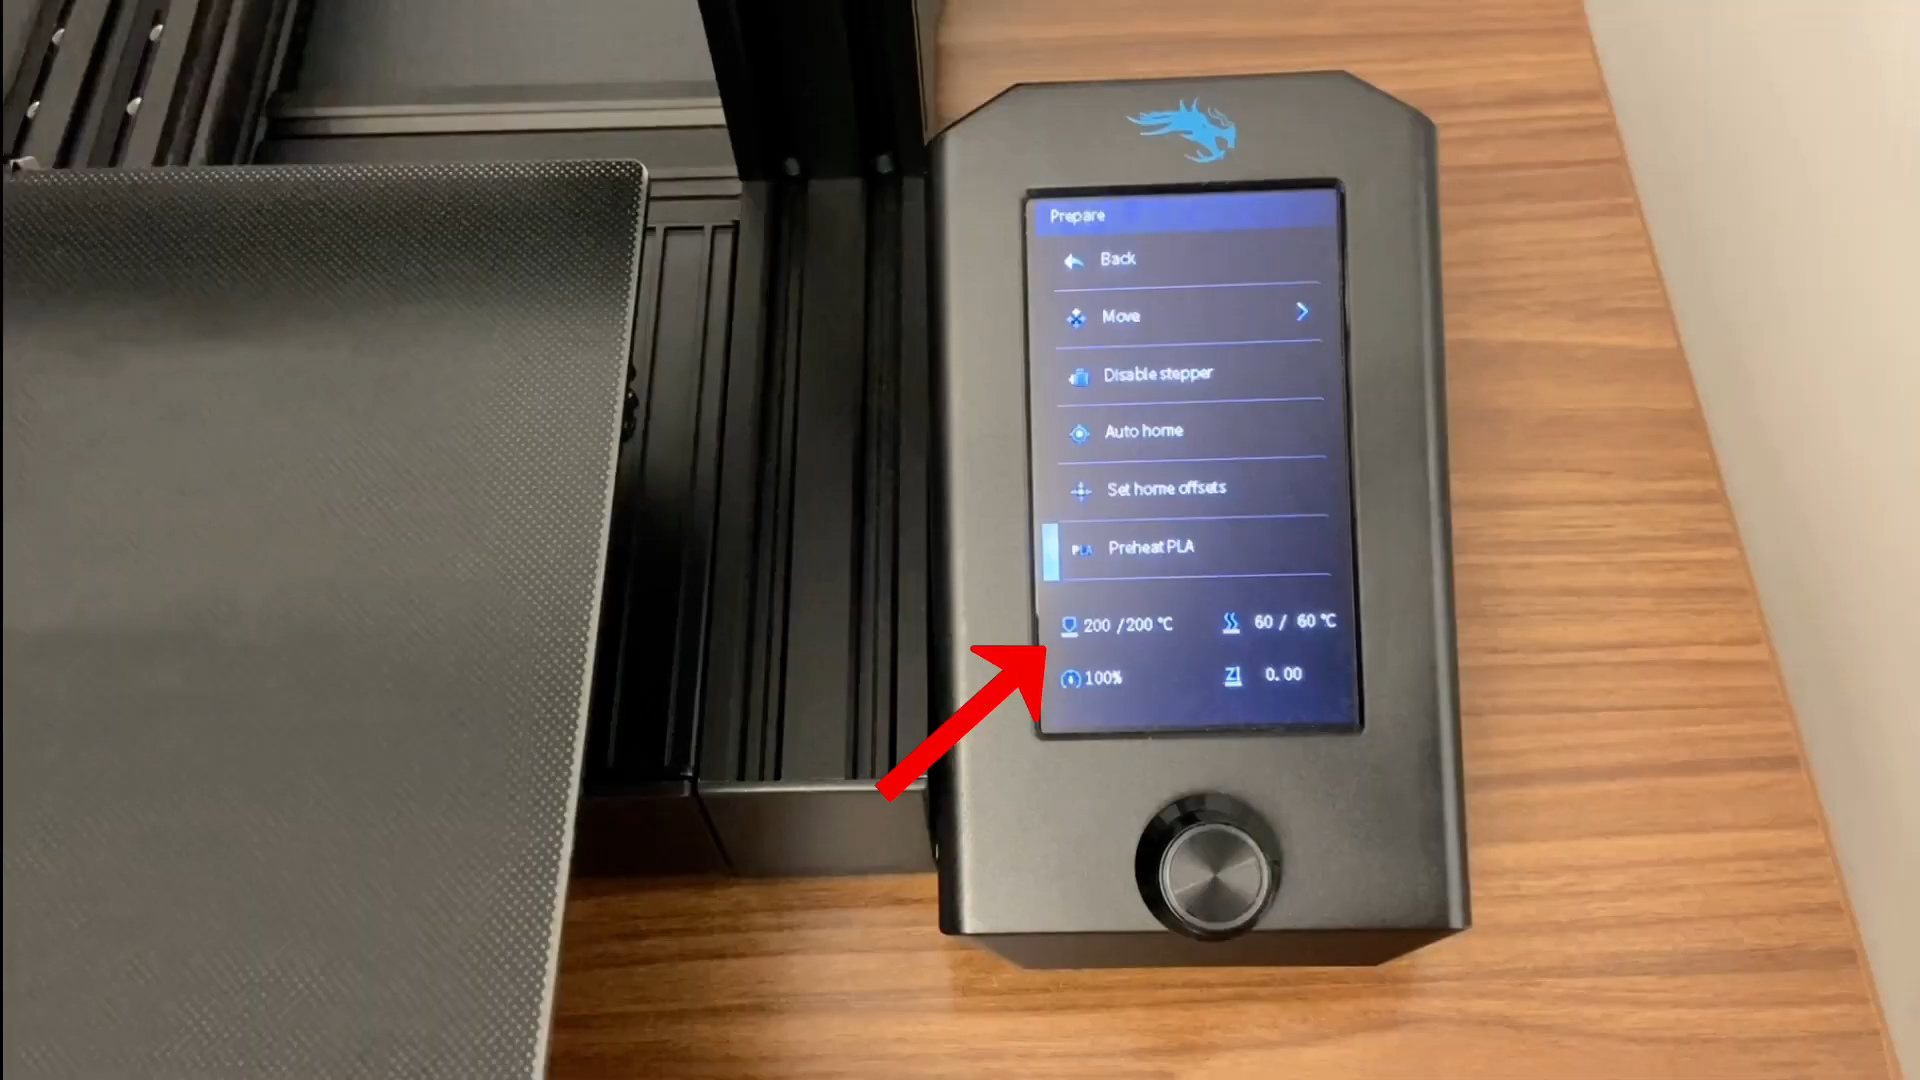 Prepare
Back
Move
Disable stepper
Auto home
Set home offsets
PLA Preheat PLA
200 /200 ℃ 60 / 60 ℃
100% Z 0.00